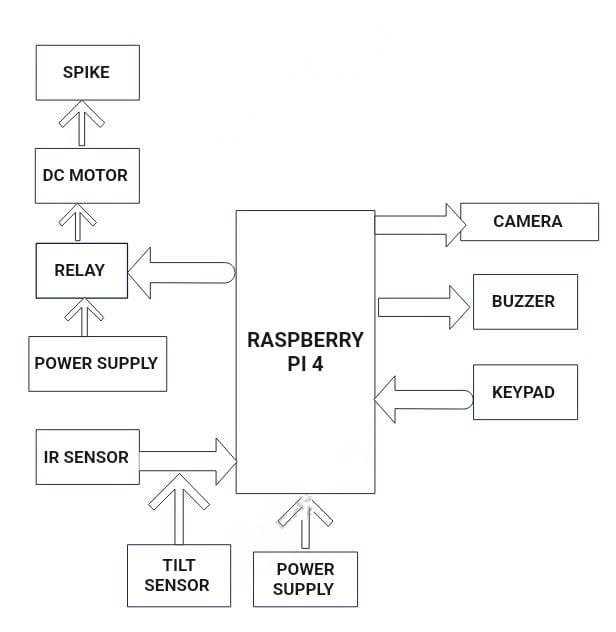 SPIKE
DC MOTOR
RELAY
POWER SUPPLY
IR SENSOR
TILT
SENSOR
POWER
SUPPLY
RASPBERRY
PI 4
CAMERA
BUZZER
KEYPAD